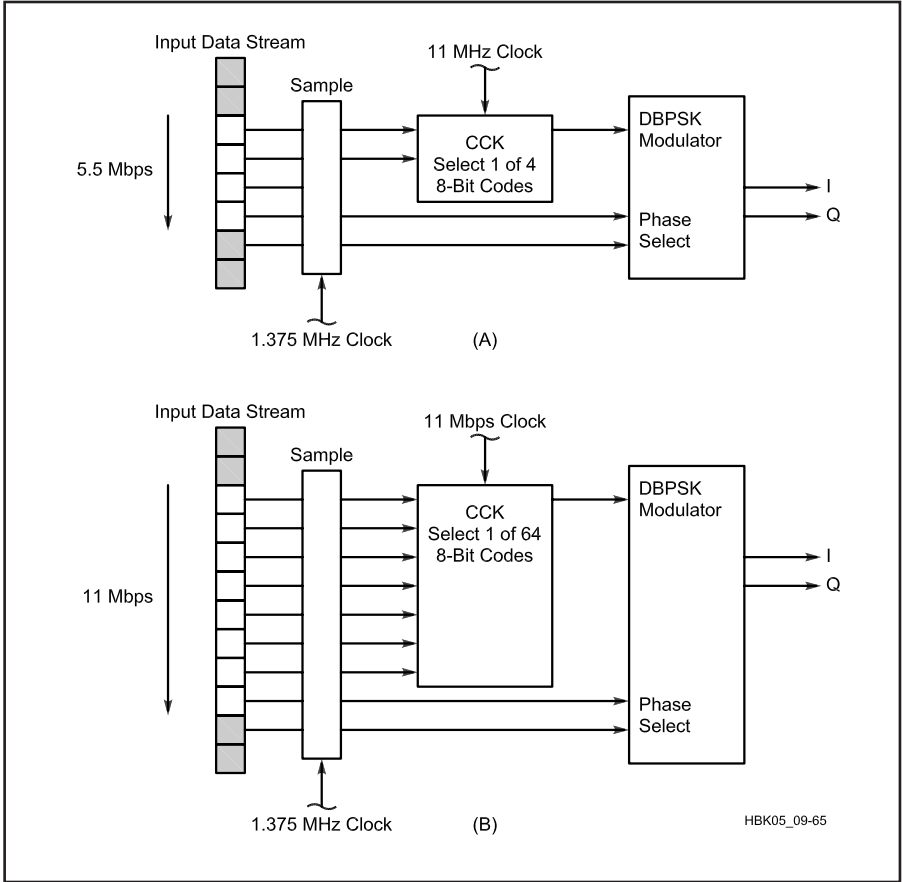 Input Data Stream
11 MHz Clock
Sample
DBPSK
Modulator
CCK
Select 1 of 4
8-Bit Codes
5.5 Mbps
I
Q
Phase
Select
1.375 MHz Clock
(A)
Input Data Stream
11 Mbps Clock
Sample
DBPSK
Modulator
CCK
Select 1 of 64
8-Bit Codes
I
Q
11 Mbps
Phase
Select
1.375 MHz Clock
(B)
HBK05_09-65